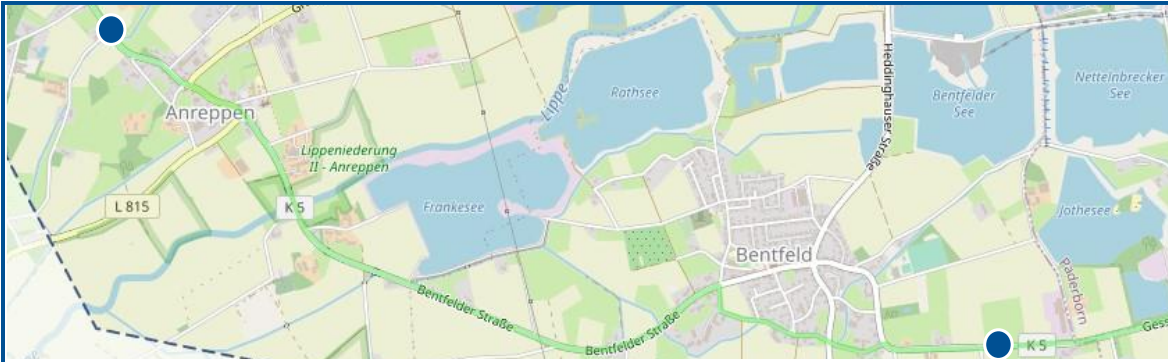 Heddinghauser Straße
Rathsee
Lippe
Bentfelder
See
Nettelnbrecker
See
Anreppen
Lippeniederung
II - Anreppen
L 815
K 5
Frankesee
Jothesee
Bentfeld
Paderborn
Bentfelder Straße
Bentfelder Straße
K 5